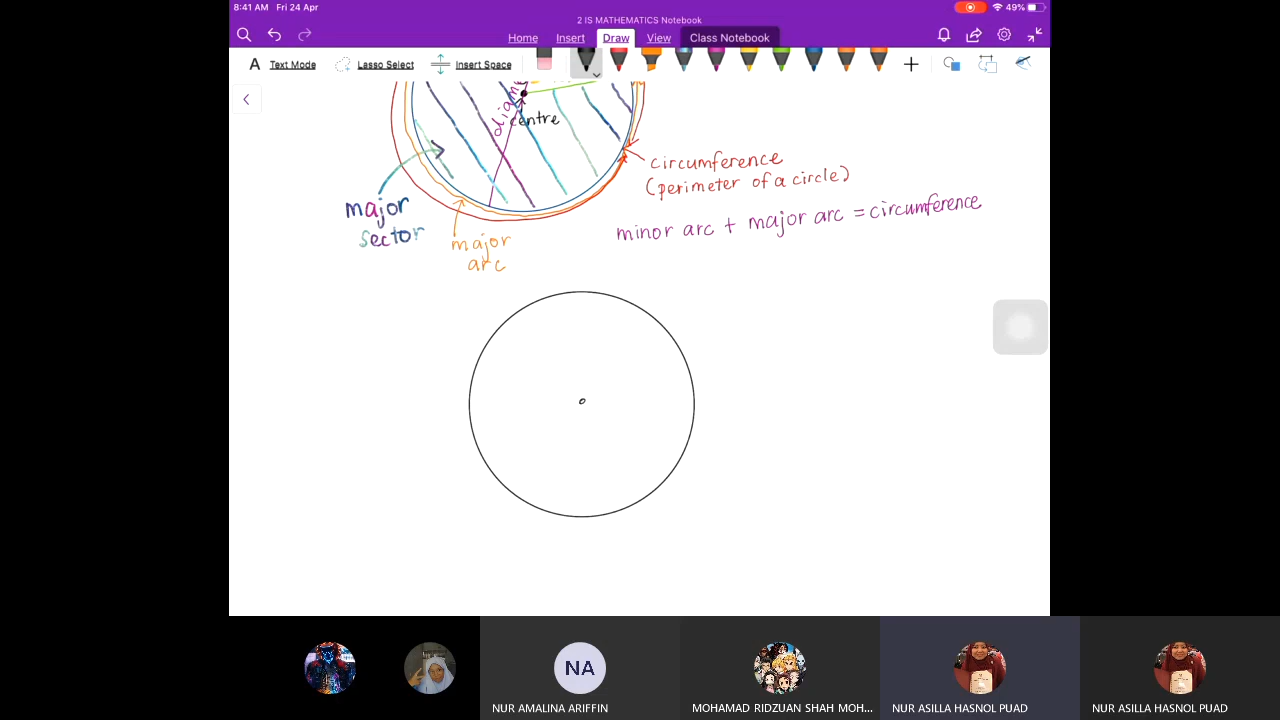 8:41 AM Fri 24 Apr
49%
2 IS MATHEMATICS Notebook
Home Insert Draw View Class Notebook
A Text Mode Lasso Select Insert Space
centre
circumference
(perimeter of a circle)
major
sector
minor arc + major arc = circumference
major
arc
NA
NUR AMALINA ARIFFIN
MOHAMAD RIDZUAN SHAH MOH...
NUR ASILLA HASNOL PUAD
NUR ASILLA HASNOL PUAD